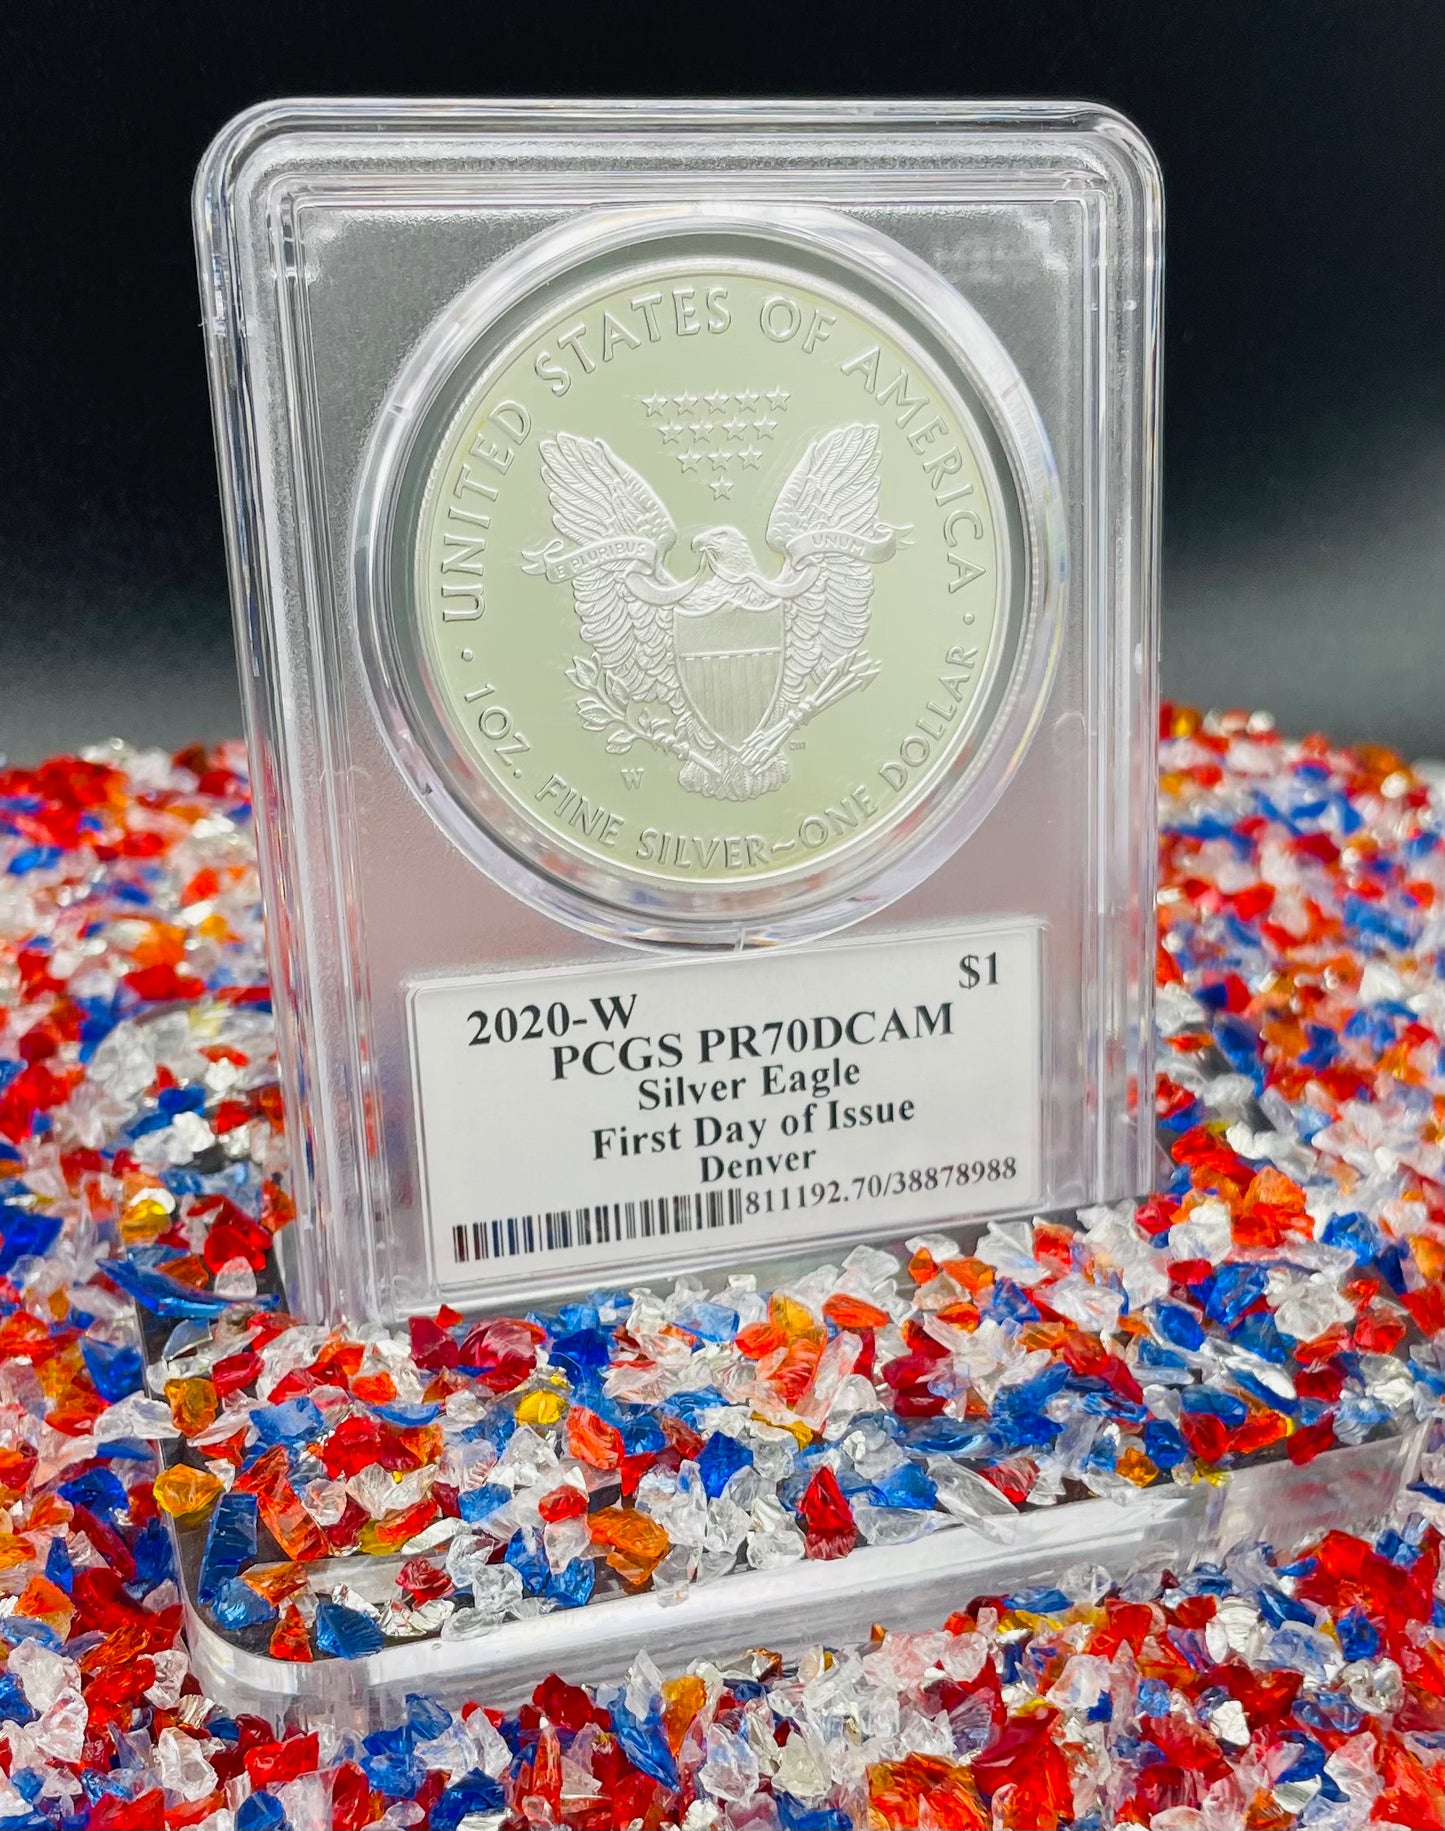 UNITED STATES OF AMERICA
E PLURIBUS UNUM
W
1 OZ. FINE SILVER~ONE DOLLAR
2020-W $1
PCGS PR70DCAM
Silver Eagle
First Day of Issue
Denver
811192.70/38878988